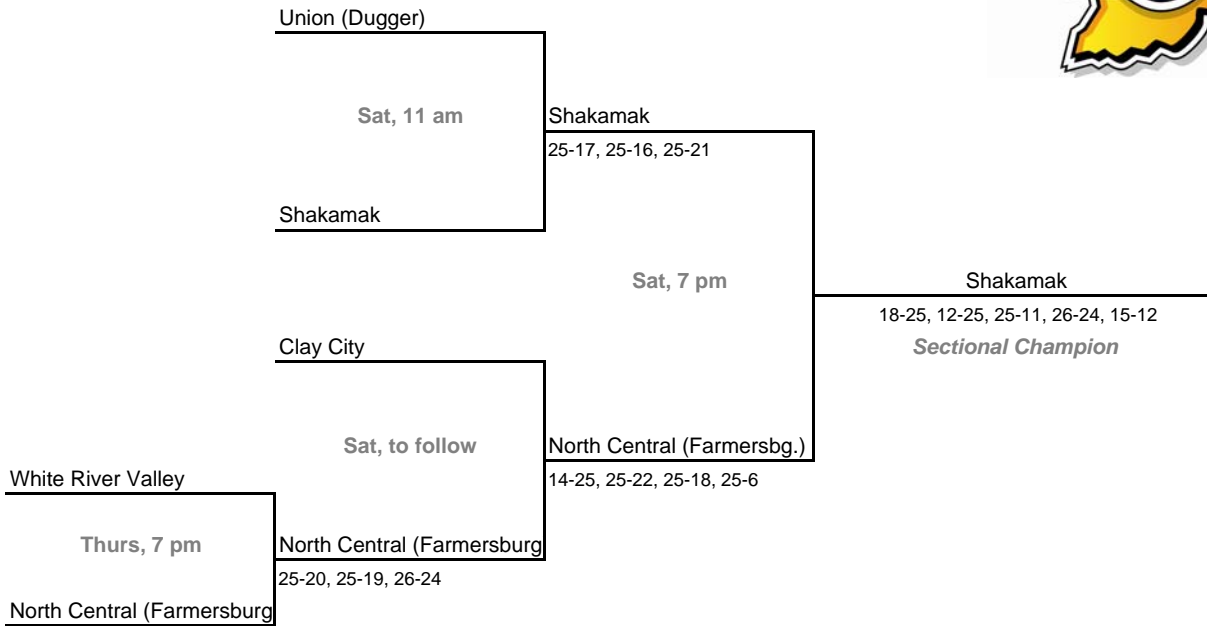 Union (Dugger)
Sat, 11 am
Shakamak
25-17, 25-16, 25-21
Shakamak
Sat, 7 pm
Shakamak
18-25, 12-25, 25-11, 26-24, 15-12
Sectional Champion
Clay City
Sat, to follow
North Central (Farmersbg.)
14-25, 25-22, 25-18, 25-6
White River Valley
Thurs, 7 pm
North Central (Farmersburg
25-20, 25-19, 26-24
North Central (Farmersburg